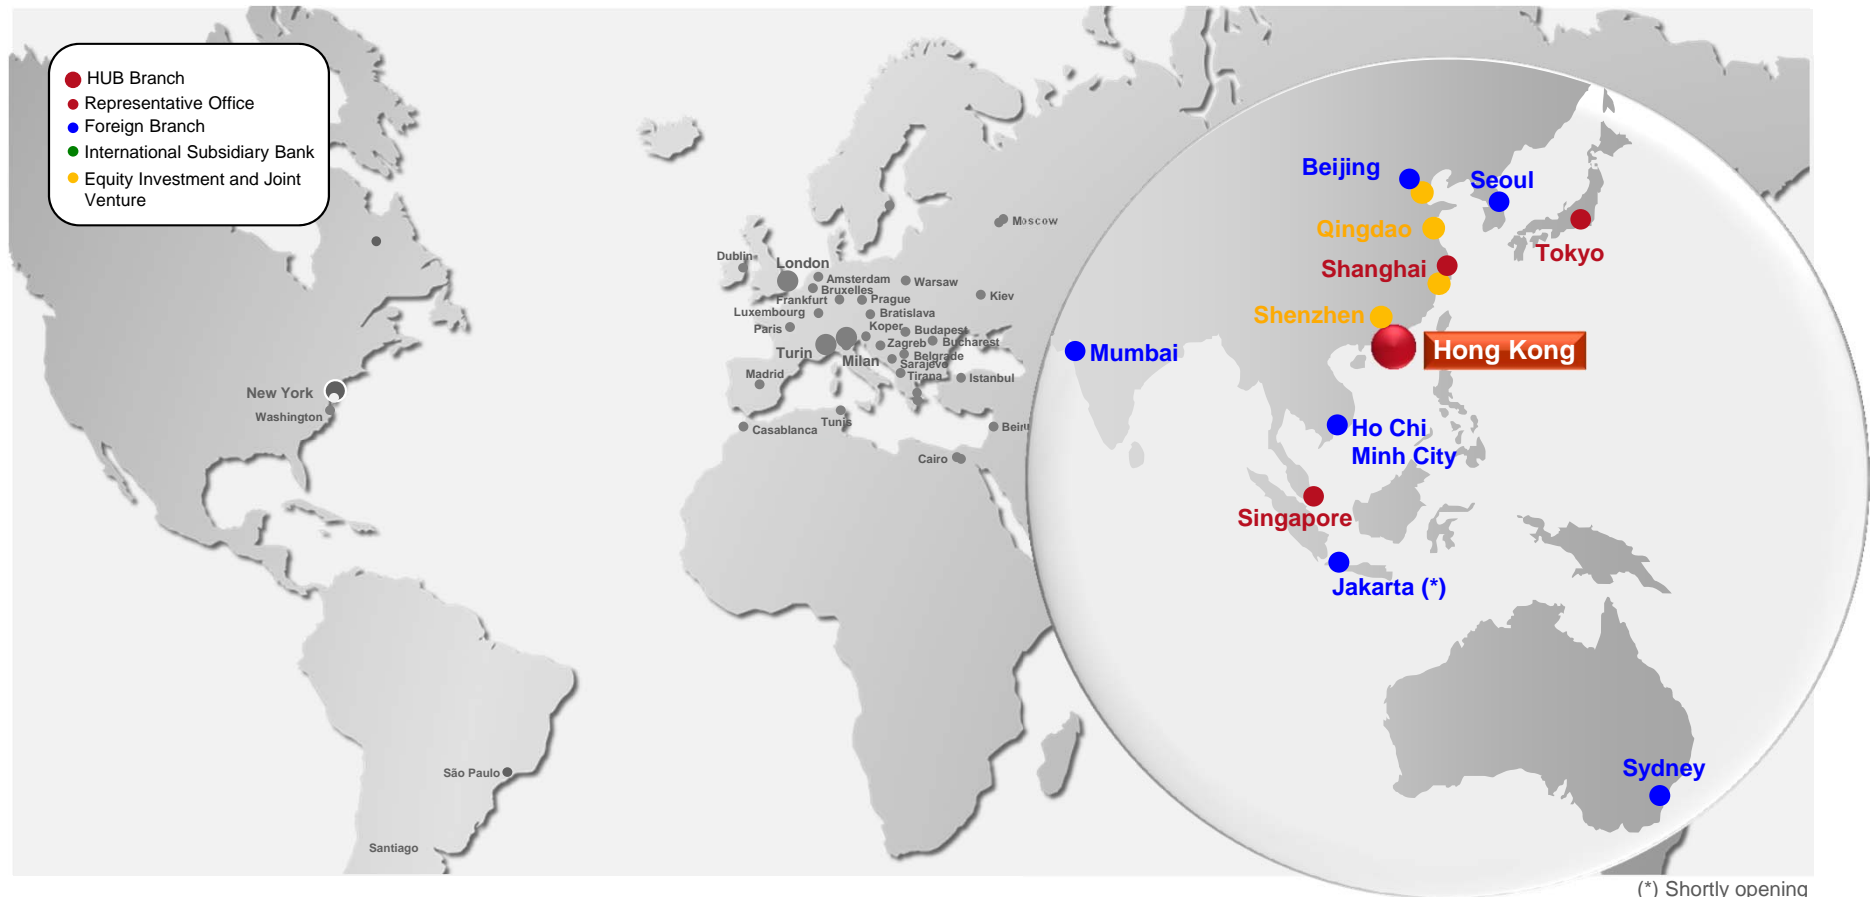 HUB Branch
Representative Office
Foreign Branch
International Subsidiary Bank
Equity Investment and Joint
Venture
Beijing
Seoul
Qingdao
Tokyo
Shanghai
Shenzhen
Hong Kong
Mumbai
Ho Chi
Minh City
Singapore
Jakarta (*)
Sydney
Moscow
Dublin
London
Amsterdam
Warsaw
Bruxelles
Frankfurt
Prague
Kiev
Luxembourg
Bratislava
Paris
Koper
Budapest
Turin
Milan
Zagreb
Bucharest
Belgrade
Sarajevo
Tirana
Madrid
Istanbul
New York
Washington
Tunis
Casablanca
Cairo
São Paulo
Santiago
(*) Shortly opening